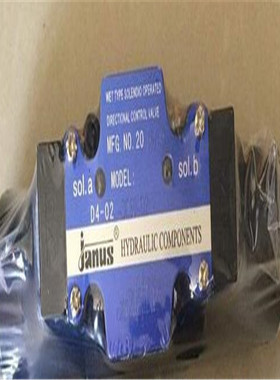 WET TYPE SOLENOID OPERATED
DIRECTIONAL CONTROL VALVE
MFG. NO. 20
sol.a MODEL: sol.b
D4-02
janus HYDRAULIC COMPONENTS